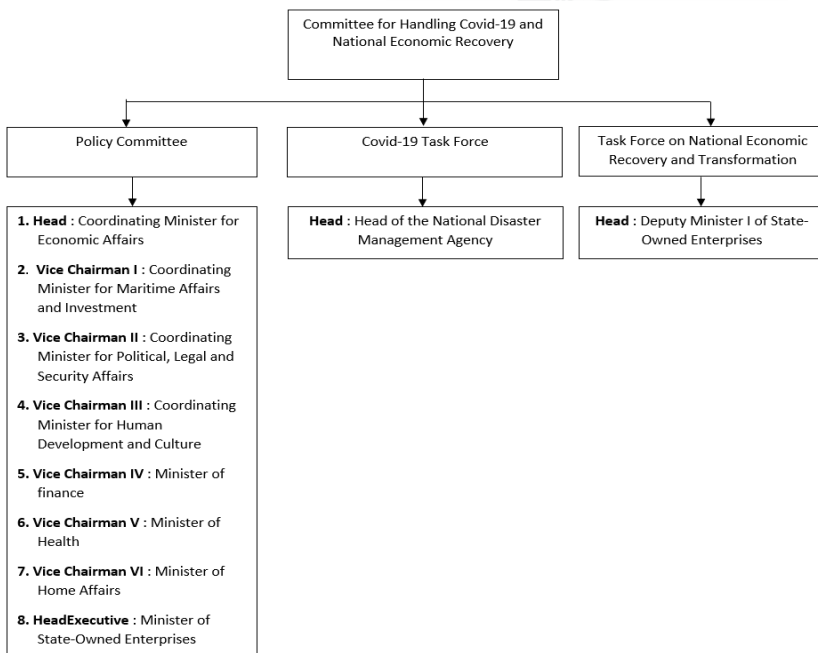 Committee for Handling Covid-19 and
National Economic Recovery
Policy Committee
Covid-19 Task Force
Task Force on National Economic
Recovery and Transformation
1. Head : Coordinating Minister for
Economic Affairs
2. Vice Chairman I : Coordinating
Minister for Maritime Affairs
and Investment
3. Vice Chairman II : Coordinating
Minister for Political, Legal and
Security Affairs
4. Vice Chairman III : Coordinating
Minister for Human
Development and Culture
5. Vice Chairman IV : Minister of
finance
6. Vice Chairman V : Minister of
Health
7. Vice Chairman VI : Minister of
Home Affairs
8. HeadExecutive : Minister of
State-Owned Enterprises
Head : Head of the National Disaster
Management Agency
Head : Deputy Minister I of State-
Owned Enterprises